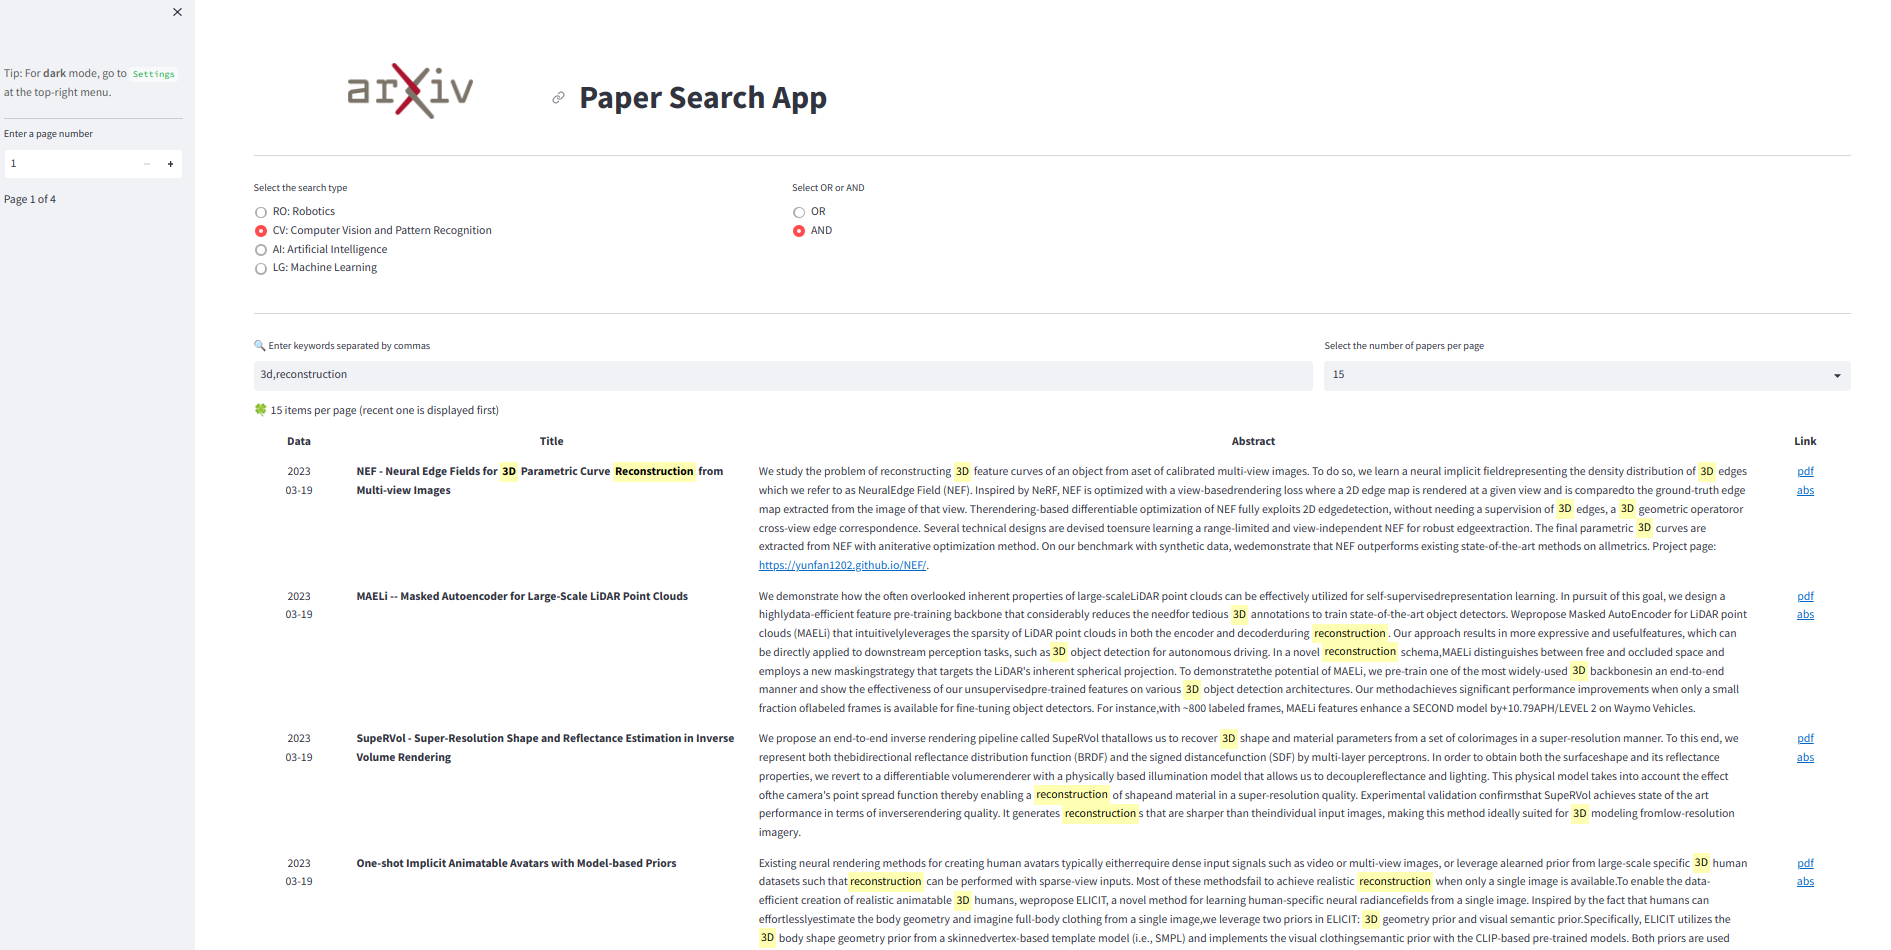 ×
Tip: For dark mode, go to Settings
at the top-right menu.
Enter a page number
1
− +
Page 1 of 4
arXiv
Paper Search App
Select the search type
RO: Robotics
CV: Computer Vision and Pattern Recognition
AI: Artificial Intelligence
LG: Machine Learning
Select OR or AND
OR
AND
Enter keywords separated by commas
3d,reconstruction
Select the number of papers per page
15
15 items per page (recent one is displayed first)
Data Title Abstract Link
2023
03-19
NEF - Neural Edge Fields for 3D Parametric Curve Reconstruction from
Multi-view Images
We study the problem of reconstructing 3D feature curves of an object from aset of calibrated multi-view images. To do so, we learn a neural implicit fieldrepresenting the density distribution of 3D edges
which we refer to as NeuralEdge Field (NEF). Inspired by NeRF, NEF is optimized with a view-basedrendering loss where a 2D edge map is rendered at a given view and is comparedto the ground-truth edge
map extracted from the image of that view. Therendering-based differentiable optimization of NEF fully exploits 2D edgedetection, without needing a supervision of 3D edges, a 3D geometric operatoror
cross-view edge correspondence. Several technical designs are devised toensure learning a range-limited and view-independent NEF for robust edgeextraction. The final parametric 3D curves are
extracted from NEF with aniterative optimization method. On our benchmark with synthetic data, wedemonstrate that NEF outperforms existing state-of-the-art methods on allmetrics. Project page:
https://yunfan1202.github.io/NEF/.
pdf
abs
2023
03-19
MAELi -- Masked Autoencoder for Large-Scale LiDAR Point Clouds
We demonstrate how the often overlooked inherent properties of large-scaleLiDAR point clouds can be effectively utilized for self-supervisedrepresentation learning. In pursuit of this goal, we design a
highlydata-efficient feature pre-training backbone that considerably reduces the needfor tedious 3D annotations to train state-of-the-art object detectors. Wepropose Masked AutoEncoder for LiDAR point
clouds (MAELi) that intuitivelyleverages the sparsity of LiDAR point clouds in both the encoder and decoderduring reconstruction . Our approach results in more expressive and usefulfeatures, which can
be directly applied to downstream perception tasks, such as 3D object detection for autonomous driving. In a novel reconstruction schema,MAELi distinguishes between free and occluded space and
employs a new maskingstrategy that targets the LiDAR's inherent spherical projection. To demonstratethe potential of MAELi, we pre-train one of the most widely-used 3D backbonesin an end-to-end
manner and show the effectiveness of our unsupervisedpre-trained features on various 3D object detection architectures. Our methodachieves significant performance improvements when only a small
fraction oflabeled frames is available for fine-tuning object detectors. For instance,with ~800 labeled frames, MAELi features enhance a SECOND model by+10.79APH/LEVEL 2 on Waymo Vehicles.
pdf
abs
2023
03-19
SupeRVol - Super-Resolution Shape and Reflectance Estimation in Inverse
Volume Rendering
We propose an end-to-end inverse rendering pipeline called SupeRVol thatallows us to recover 3D shape and material parameters from a set of colorimages in a super-resolution manner. To this end, we
represent both thebidirectional reflectance distribution function (BRDF) and the signed distancefunction (SDF) by multi-layer perceptrons. In order to obtain both the surfaceshape and its reflectance
properties, we revert to a differentiable volumerenderer with a physically based illumination model that allows us to decouplereflectance and lighting. This physical model takes into account the effect
ofthe camera's point spread function thereby enabling a reconstruction of shapeand material in a super-resolution quality. Experimental validation confirmsthat SupeRVol achieves state of the art
performance in terms of inverserendering quality. It generates reconstruction s that are sharper than theindividual input images, making this method ideally suited for 3D modeling fromlow-resolution
imagery.
pdf
abs
2023
03-19
One-shot Implicit Animatable Avatars with Model-based Priors
Existing neural rendering methods for creating human avatars typically eitherrequire dense input signals such as video or multi-view images, or leverage alearned prior from large-scale specific 3D human
datasets such that reconstruction can be performed with sparse-view inputs. Most of these methodsfail to achieve realistic reconstruction when only a single image is available.To enable the data-
efficient creation of realistic animatable 3D humans, wepropose ELICIT, a novel method for learning human-specific neural radiancefields from a single image. Inspired by the fact that humans can
effortlesslyestimate the body geometry and imagine full-body clothing from a single image,we leverage two priors in ELICIT: 3D geometry prior and visual semantic prior.Specifically, ELICIT utilizes the
3D body shape geometry prior from a skinnedvertex-based template model (i.e., SMPL) and implements the visual clothingsemantic prior with the CLIP-based pre-trained models. Both priors are used
pdf
abs